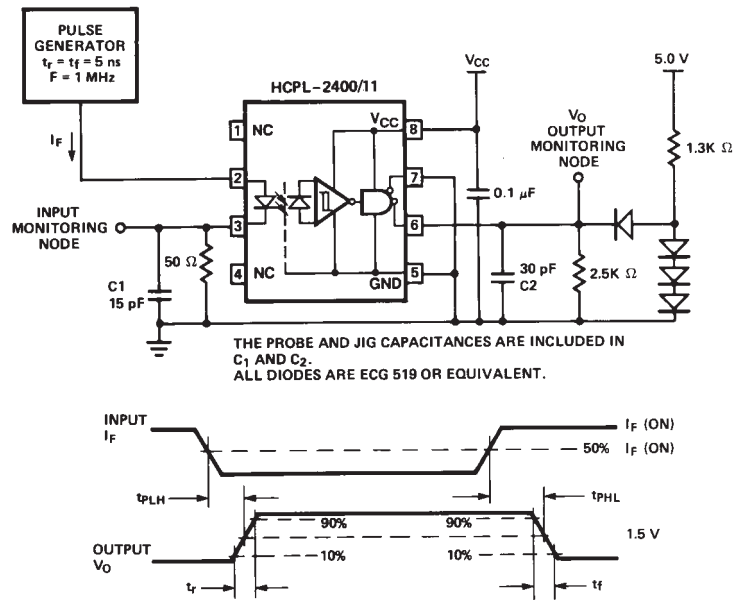 PULSE
GENERATOR
tr = tf = 5 ns
F = 1 MHz
IF
HCPL-2400/11
VCC
5.0 V
1 NC
VCC 8
VO
OUTPUT
MONITORING
NODE
1.3K Ω
2
7
0.1 μF
INPUT
MONITORING
NODE
3
6
50 Ω
4 NC
GND 5
30 pF
C2
2.5K Ω
C1
15 pF
THE PROBE AND JIG CAPACITANCES ARE INCLUDED IN
C1 AND C2.
ALL DIODES ARE ECG 519 OR EQUIVALENT.
INPUT
IF
IF (ON)
50% IF (ON)
tPLH
tPHL
90% 90%
1.5 V
OUTPUT
VO
10% 10%
tr
tf